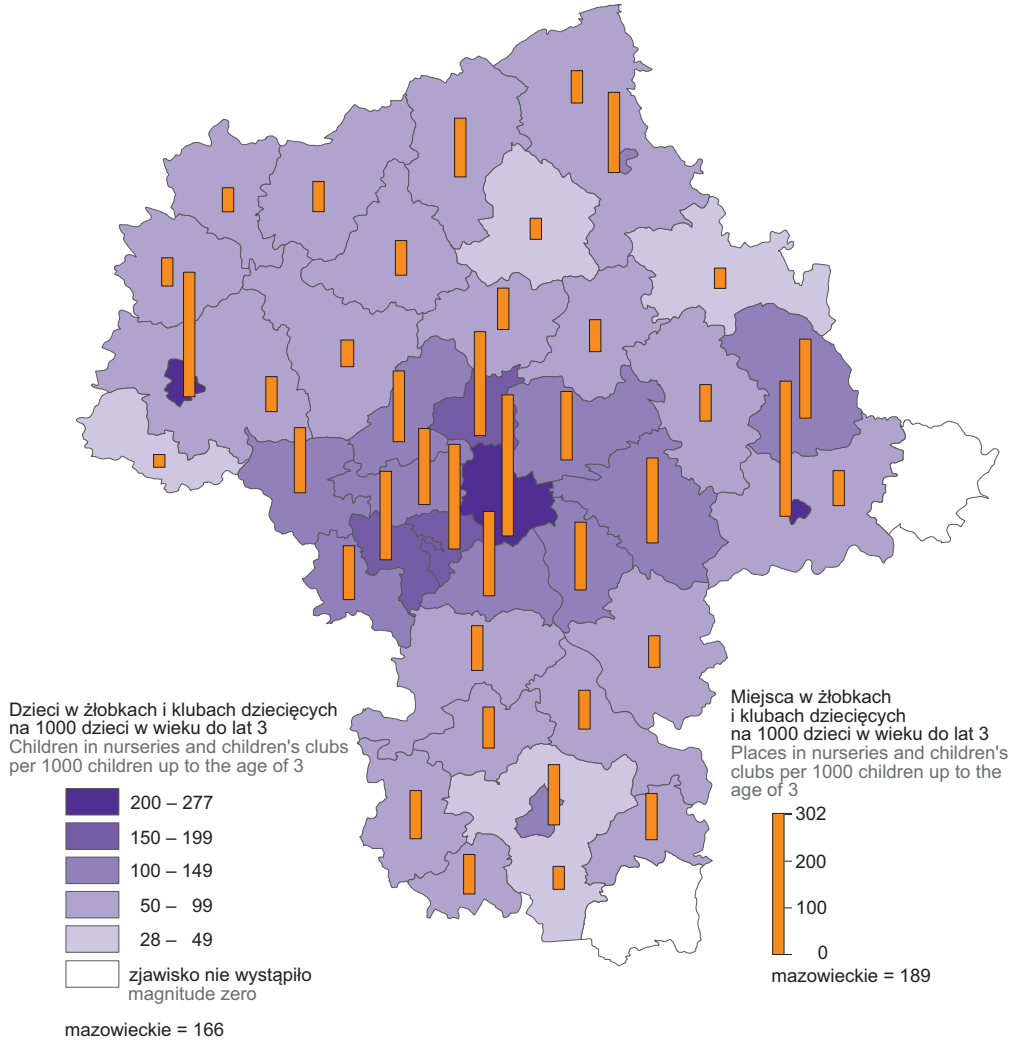 Dzieci w żłobkach i klubach dziecięcych
na 1000 dzieci w wieku do lat 3
Children in nurseries and children's clubs
per 1000 children up to the age of 3
200 – 277
150 – 199
100 – 149
50 – 99
28 – 49
zjawisko nie wystąpiło
magnitude zero
mazowieckie = 166
Miejsca w żłobkach
i klubach dziecięcych
na 1000 dzieci w wieku do lat 3
Places in nurseries and children's
clubs per 1000 children up to the
age of 3
302
200
100
0
mazowieckie = 189